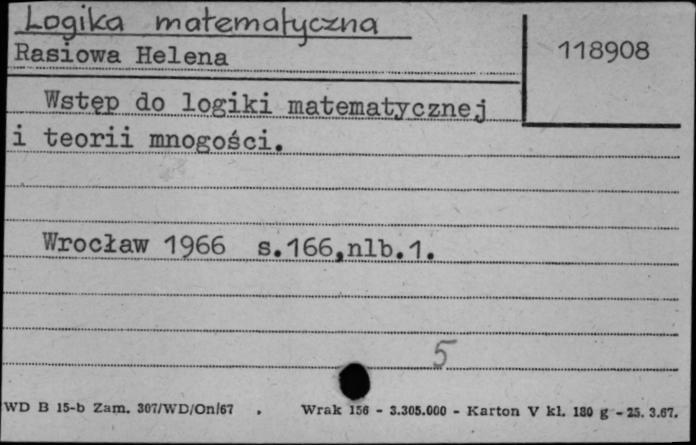 Logika matematyczna
Rasiowa Helena
118908
Wstęp do logiki matematycznej
i teorii mnogości.
Wrocław 1966 s.166,nlb.1.
5
WD B 15-b Zam. 307/WD/On/67 . Wrak 156 - 3.305.000 - Karton V kl. 180 g - 25. 3.67.